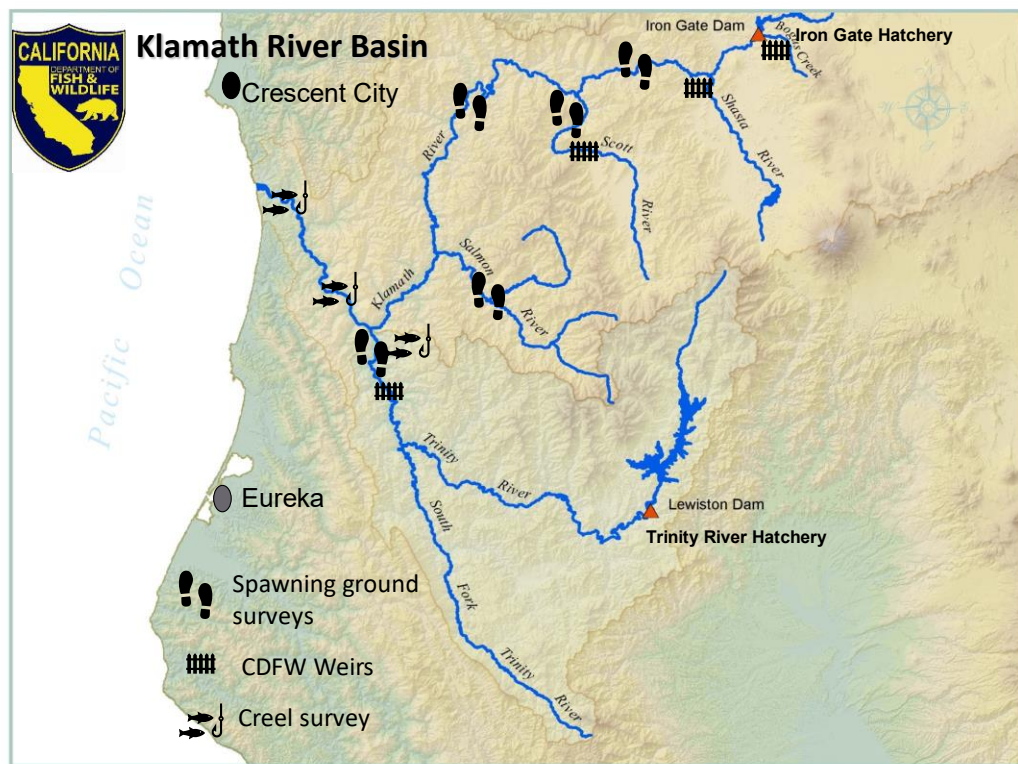 CALIFORNIA
DEPARTMENT OF
FISH &
WILDLIFE
Klamath River Basin
Crescent City
Iron Gate Dam
Iron Gate Hatchery
Bogus Creek
Shasta
River
River
Scott
River
Salmon
River
Klamath
Pacific Ocean
N
Trinity
River
Lewiston Dam
Trinity River Hatchery
Eureka
South
Fork
Trinity
River
Spawning ground
surveys
CDFW Weirs
Creel survey